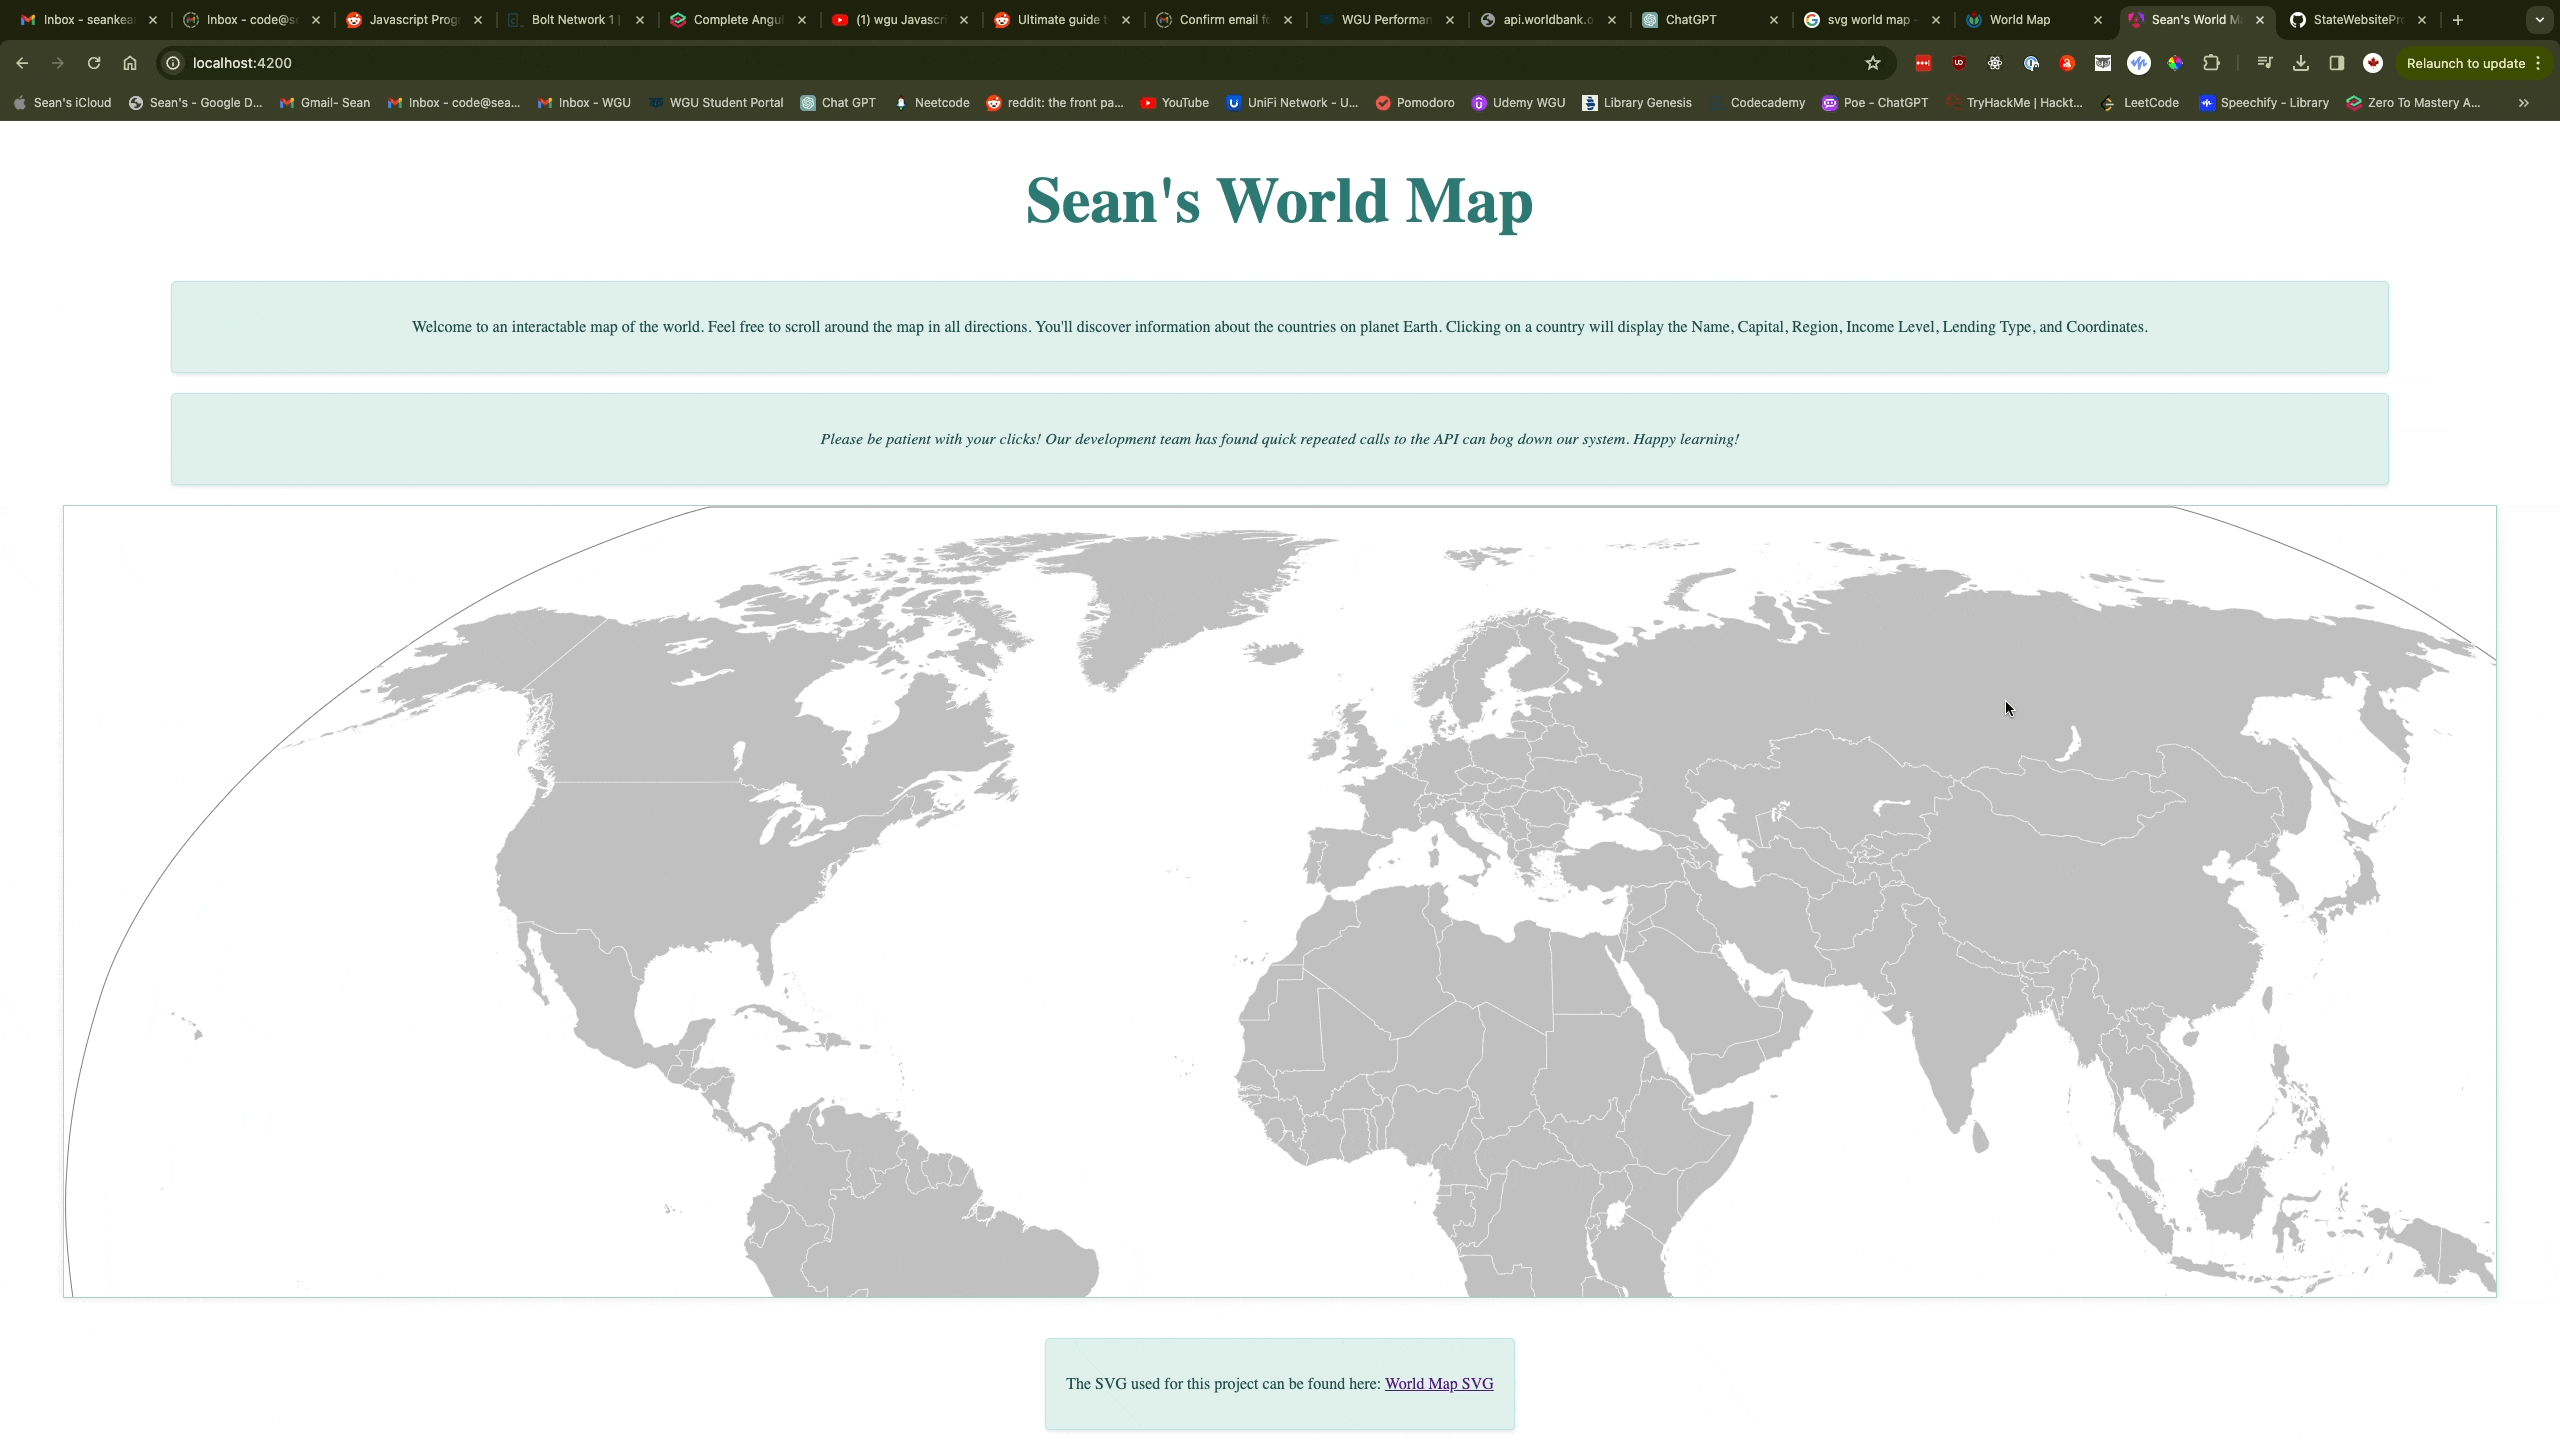 Inbox - seankea
Inbox - code@s
Javascript Prog
Bolt Network 1 |
Complete Angul
(1) wgu Javascri
Ultimate guide t
Confirm email fo
WGU Performan
api.worldbank.o
ChatGPT
svg world map -
World Map
Sean's World M
StateWebsitePr
localhost:4200
Relaunch to update
Sean's iCloud
Sean's - Google D...
Gmail- Sean
Inbox - code@sea...
Inbox - WGU
WGU Student Portal
Chat GPT
Neetcode
reddit: the front pa...
YouTube
UniFi Network - U...
Pomodoro
Udemy WGU
Library Genesis
Codecademy
Poe - ChatGPT
TryHackMe | Hackt...
LeetCode
Speechify - Library
Zero To Mastery A...
Sean's World Map
Welcome to an interactable map of the world. Feel free to scroll around the map in all directions. You'll discover information about the countries on planet Earth. Clicking on a country will display the Name, Capital, Region, Income Level, Lending Type, and Coordinates.
Please be patient with your clicks! Our development team has found quick repeated calls to the API can bog down our system. Happy learning!
The SVG used for this project can be found here: World Map SVG